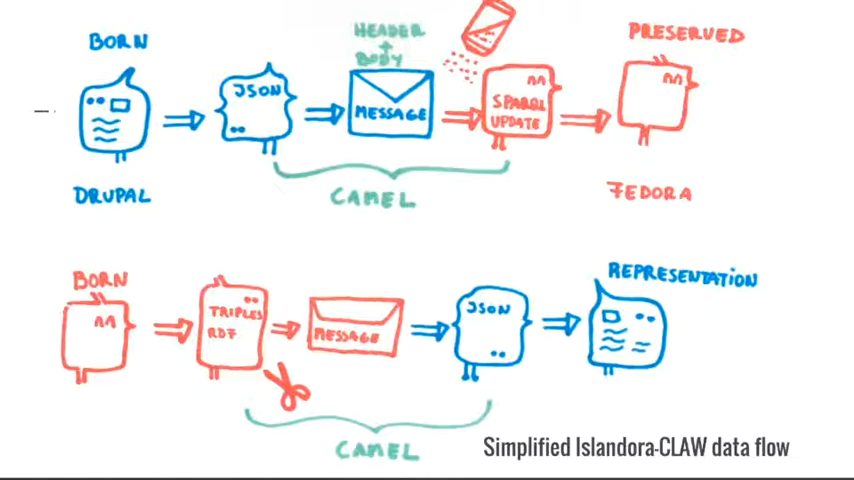 BORN
HEADER
+
BODY
PRESERVED
JSON
MESSAGE
SPARQL
UPDATE
DRUPAL
CAMEL
FEDORA
BORN
REPRESENTATION
TRIPLES
RDF
MESSAGE
JSON
CAMEL
Simplified Islandora-CLAW data flow